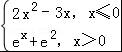 2x²-3x, x≤0
eˣ+e², x>0